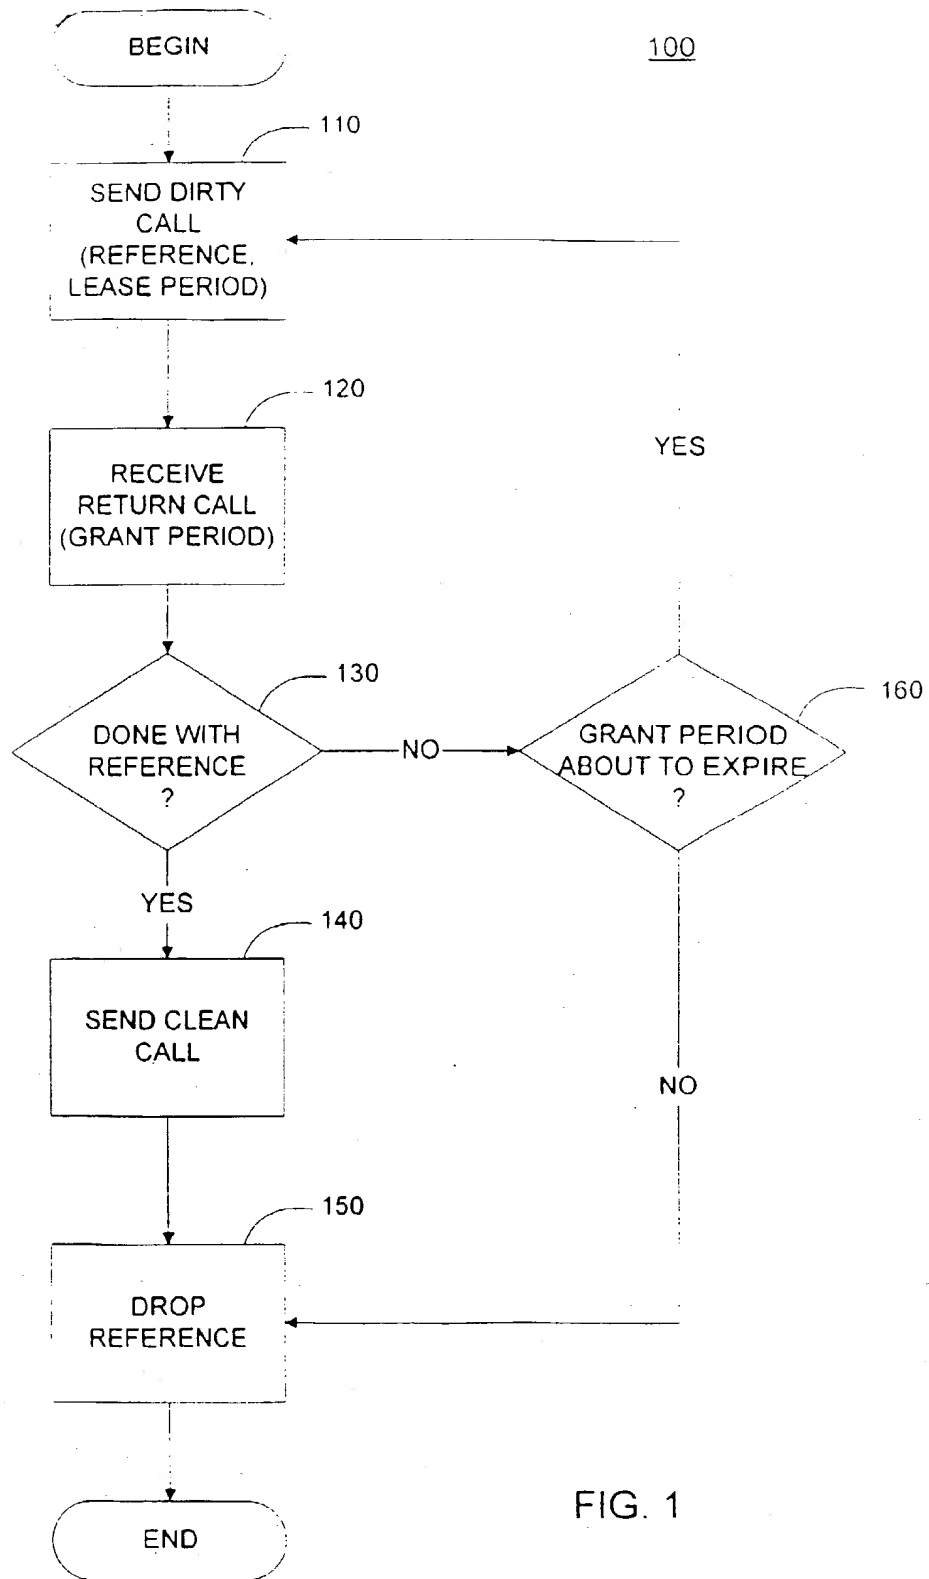 BEGIN
100
110
SEND DIRTY
CALL
(REFERENCE,
LEASE PERIOD)
120
RECEIVE
RETURN CALL
(GRANT PERIOD)
YES
130
DONE WITH
REFERENCE
?
NO
160
GRANT PERIOD
ABOUT TO EXPIRE
?
YES
140
SEND CLEAN
CALL
NO
150
DROP
REFERENCE
END
FIG. 1